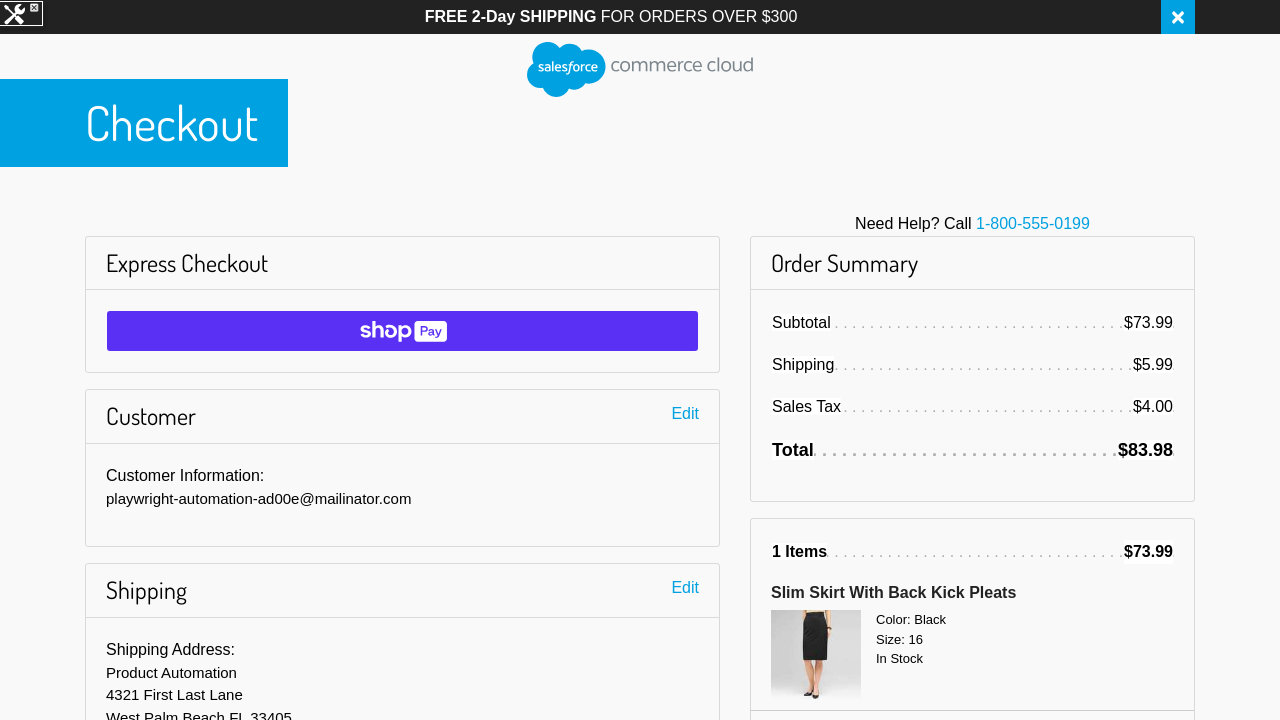 FREE 2-Day SHIPPING FOR ORDERS OVER $300
salesforce commerce cloud
Checkout
Need Help? Call 1-800-555-0199
Express Checkout
shop Pay
Customer Edit
Customer Information:
playwright-automation-ad00e@mailinator.com
Shipping Edit
Shipping Address:
Product Automation
4321 First Last Lane
West Palm Beach FL 33405
Order Summary
Subtotal $73.99
Shipping $5.99
Sales Tax $4.00
Total $83.98
1 Items $73.99
Slim Skirt With Back Kick Pleats
Color: Black
Size: 16
In Stock